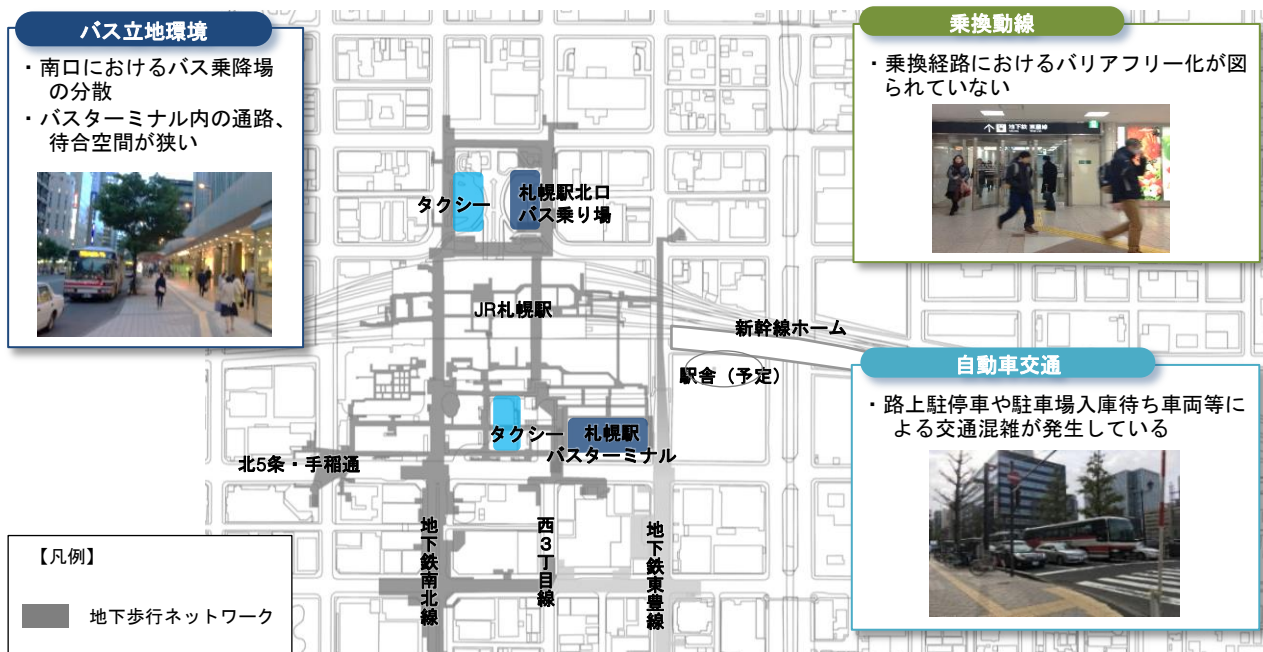 バス立地環境
・南口におけるバス乗降場
の分散
・バスターミナル内の通路、
待合空間が狭い
乗換動線
・乗換経路におけるバリアフリー化が図
られていない
地下鉄 東豊線
タクシー
札幌駅北口
バス乗り場
JR札幌駅
新幹線ホーム
駅舎（予定）
自動車交通
・路上駐停車や駐車場入庫待ち車両等に
よる交通混雑が発生している
タクシー
札幌駅
バスターミナル
北5条・手稲通
地下鉄南北線
西3丁目線
地下鉄東豊線
【凡例】
地下歩行ネットワーク